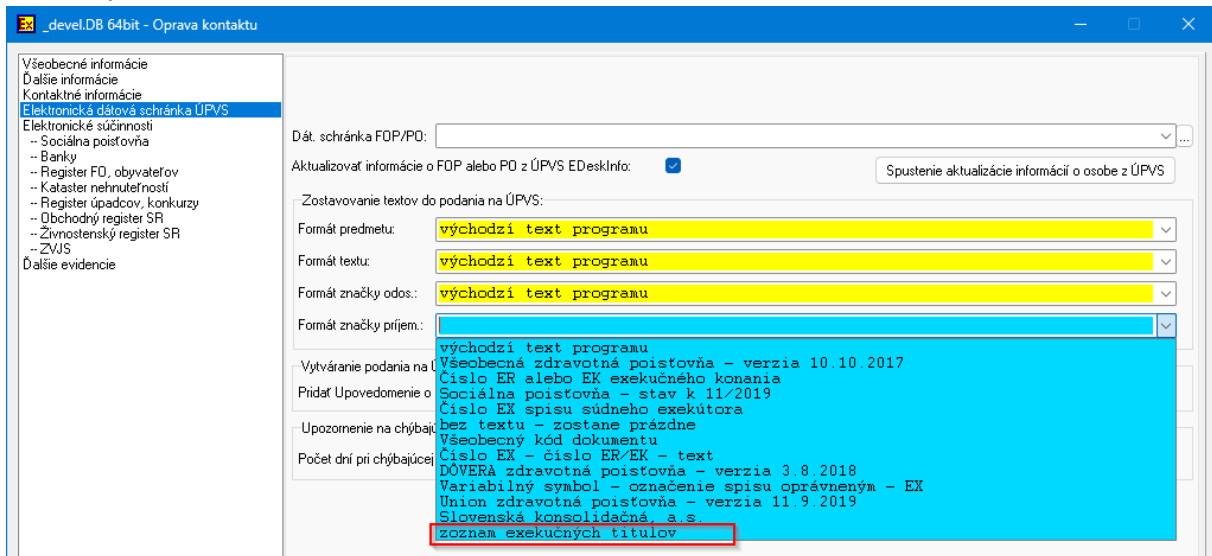 Ex _devel.DB 64bit - Oprava kontaktu
Všeobecné informácie
Ďalšie informácie
Kontaktné informácie
Elektronická dátová schránka ÚPVS
Elektronické súčinnosti
-- Sociálna poisťovňa
-- Banky
-- Register FO, obyvateľov
-- Kataster nehnuteľností
-- Register úpadcov, konkurzy
-- Obchodný register SR
-- Živnostenský register SR
-- ZVJS
Ďalšie evidencie
Dát. schránka FOP/PO:
...
Aktualizovať informácie o FOP alebo PO z ÚPVS EDeskInfo:
Spustenie aktualizácie informácií o osobe z ÚPVS
Zostavovanie textov do podania na ÚPVS:
Formát predmetu: východzí text programu
Formát textu: východzí text programu
Formát značky odos.: východzí text programu
Formát značky príjem.:
východzí text programu
Vytváranie podania na
Všeobecná zdravotná poisťovňa - verzia 10.10.2017
Číslo ER alebo EK exekučného konania
Pridať Upovedomenie o
Sociálna poisťovňa - stav k 11/2019
Číslo EX spisu súdneho exekútora
Upozornenie na chýbajú
bez textu - zostane prázdne
Všeobecný kód dokumentu
Počet dní pri chýbajúcej
Číslo EX - číslo ER/EK - text
DÔVERA zdravotná poisťovňa - verzia 3.8.2018
Variabilný symbol - označenie spisu oprávneným - EX
Union zdravotná poisťovňa - verzia 11.9.2019
Slovenská konsolidačná, a.s.
zoznam exekučných titulov